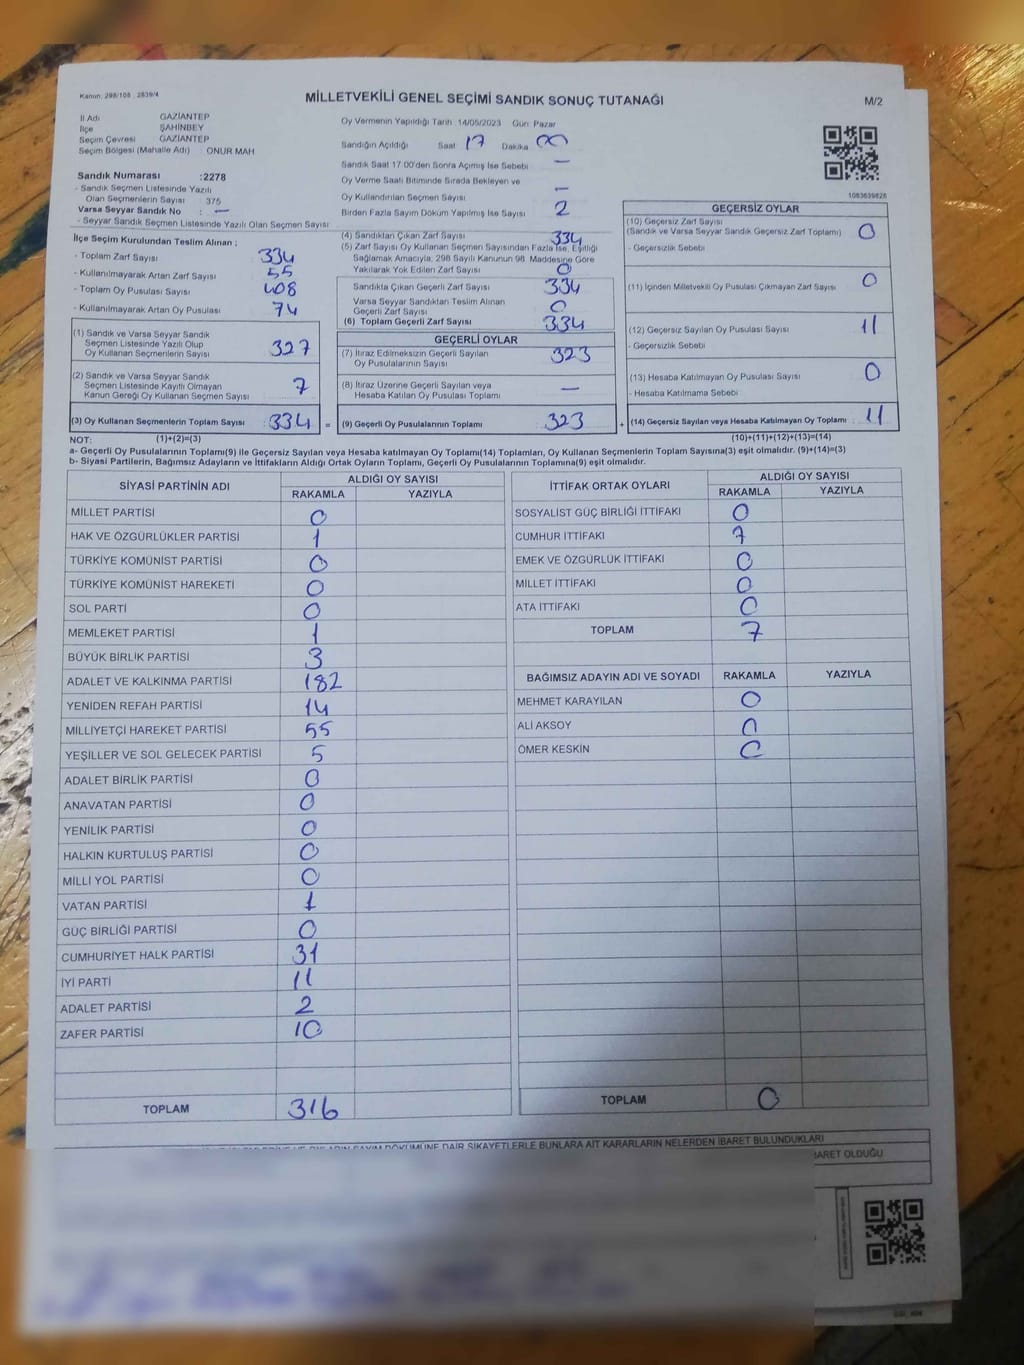 Kanun: 298/105 , 2839/4
MİLLETVEKİLİ GENEL SEÇİMİ SANDIK SONUÇ TUTANAĞI
M/2
İl Adı GAZİANTEP
İlçe ŞAHİNBEY
Seçim Çevresi GAZİANTEP
Seçim Bölgesi (Mahalle Adı) : ONUR MAH
Sandık Numarası :2278
- Sandık Seçmen Listesinde Yazılı
Olan Seçmenlerin Sayısı : 375
Varsa Seyyar Sandık No : —
- Seyyar Sandık Seçmen Listesinde Yazılı Olan Seçmen Sayısı
Oy Vermenin Yapıldığı Tarih :14/05/2023 Gün: Pazar
Sandığın Açıldığı Saat 17 Dakika 00
Sandık Saat 17:00'den Sonra Açılmış İse Sebebi —
Oy Verme Saati Bitiminde Sırada Bekleyen ve
Oy Kullandırılan Seçmen Sayısı —
Birden Fazla Sayım Döküm Yapılmış İse Sayısı 2
1083639828
İlçe Seçim Kurulundan Teslim Alınan ;
- Toplam Zarf Sayısı 334
- Kullanılmayarak Artan Zarf Sayısı 55
- Toplam Oy Pusulası Sayısı 408
- Kullanılmayarak Artan Oy Pusulası 74
(1) Sandık ve Varsa Seyyar Sandık
Seçmen Listesinde Yazılı Olup
Oy Kullanan Seçmenlerin Sayısı 327
(2) Sandık ve Varsa Seyyar Sandık
Seçmen Listesinde Kayıtlı Olmayan
Kanun Gereği Oy Kullanan Seçmen Sayısı 7
(3) Oy Kullanan Seçmenlerin Toplam Sayısı 334 =
(4) Sandıktan Çıkan Zarf Sayısı 334
(5) Zarf Sayısı Oy Kullanan Seçmen Sayısından Fazla İse, Eşitliği
Sağlamak Amacıyla, 298 Sayılı Kanunun 98. Maddesine Göre
Yakılarak Yok Edilen Zarf Sayısı 0
Sandıkta Çıkan Geçerli Zarf Sayısı 334
Varsa Seyyar Sandıktan Teslim Alınan
Geçerli Zarf Sayısı 0
(6) Toplam Geçerli Zarf Sayısı 334
GEÇERLİ OYLAR
(7) İtiraz Edilmeksizin Geçerli Sayılan
Oy Pusulalarının Sayısı 323
(8) İtiraz Üzerine Geçerli Sayılan veya
Hesaba Katılan Oy Pusulası Toplamı —
(9) Geçerli Oy Pusulalarının Toplamı 323 +
GEÇERSİZ OYLAR
(10) Geçersiz Zarf Sayısı
(Sandık ve Varsa Seyyar Sandık Geçersiz Zarf Toplamı) 0
- Geçersizlik Sebebi
(11) İçinden Milletvekili Oy Pusulası Çıkmayan Zarf Sayısı 0
(12) Geçersiz Sayılan Oy Pusulası Sayısı 11
- Geçersizlik Sebebi
(13) Hesaba Katılmayan Oy Pusulası Sayısı 0
- Hesaba Katılmama Sebebi
(14) Geçersiz Sayılan veya Hesaba Katılmayan Oy Toplamı 11
NOT: (1)+(2)=(3) (10)+(11)+(12)+(13)=(14)
a- Geçerli Oy Pusulalarının Toplamı(9) ile Geçersiz Sayılan veya Hesaba katılmayan Oy Toplamı(14) Toplamları, Oy Kullanan Seçmenlerin Toplam Sayısına(3) eşit olmalıdır. (9)+(14)=(3)
b- Siyasi Partilerin, Bağımsız Adayların ve İttifakların Aldığı Ortak Oyların Toplamı, Geçerli Oy Pusulalarının Toplamına(9) eşit olmalıdır.
SİYASİ PARTİNİN ADI ALDIĞI OY SAYISI
RAKAMLA YAZIYLA
MİLLET PARTİSİ 0
HAK VE ÖZGÜRLÜKLER PARTİSİ 1
TÜRKİYE KOMÜNİST PARTİSİ 0
TÜRKİYE KOMÜNİST HAREKETİ 0
SOL PARTİ 0
MEMLEKET PARTİSİ 1
BÜYÜK BİRLİK PARTİSİ 3
ADALET VE KALKINMA PARTİSİ 182
YENİDEN REFAH PARTİSİ 14
MİLLİYETÇİ HAREKET PARTİSİ 55
YEŞİLLER VE SOL GELECEK PARTİSİ 5
ADALET BİRLİK PARTİSİ 0
ANAVATAN PARTİSİ 0
YENİLİK PARTİSİ 0
HALKIN KURTULUŞ PARTİSİ 0
MİLLİ YOL PARTİSİ 0
VATAN PARTİSİ 1
GÜÇ BİRLİĞİ PARTİSİ 0
CUMHURİYET HALK PARTİSİ 31
İYİ PARTİ 11
ADALET PARTİSİ 2
ZAFER PARTİSİ 10
TOPLAM 316
İTTİFAK ORTAK OYLARI ALDIĞI OY SAYISI
RAKAMLA YAZIYLA
SOSYALİST GÜÇ BİRLİĞİ İTTİFAKI 0
CUMHUR İTTİFAKI 7
EMEK VE ÖZGÜRLÜK İTTİFAKI 0
MİLLET İTTİFAKI 0
ATA İTTİFAKI 0
TOPLAM 7
BAĞIMSIZ ADAYIN ADI VE SOYADI RAKAMLA YAZIYLA
MEHMET KARAYILAN 0
ALİ AKSOY 0
ÖMER KESKİN 0
TOPLAM 0
DÖKÜMÜNE DAİR ŞİKAYETLERLE BUNLARA AİT KARARLARIN NELERDEN İBARET BULUNDUKLARI
OLDUĞU